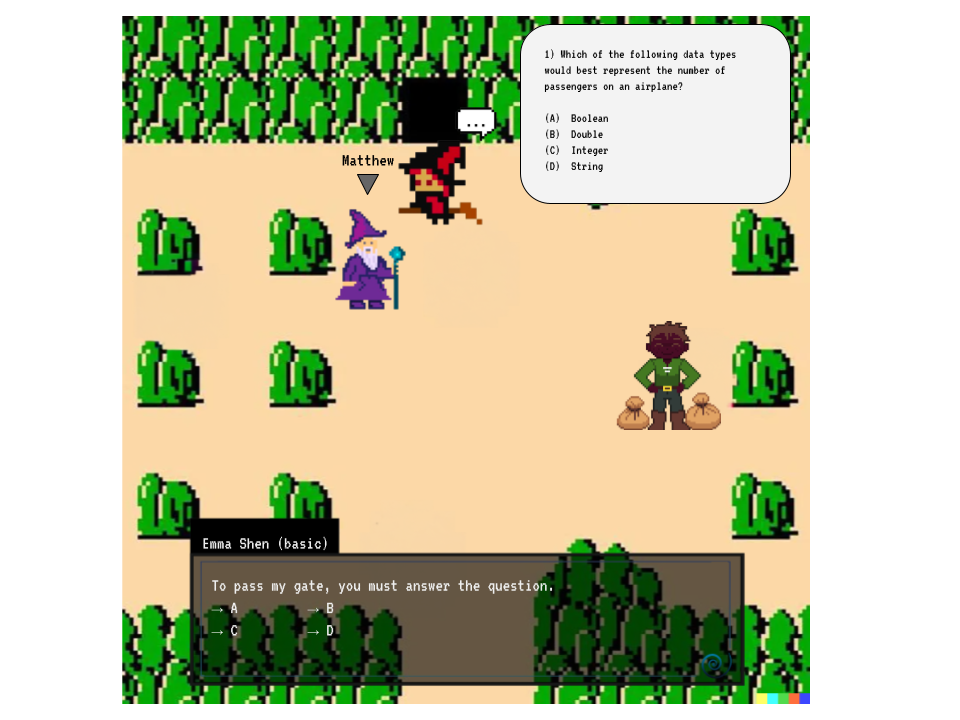 1) Which of the following data types
would best represent the number of
passengers on an airplane?
(A) Boolean
(B) Double
(C) Integer
(D) String
...
Matthew
Emma Shen (basic)
To pass my gate, you must answer the question.
→ A → B
→ C → D